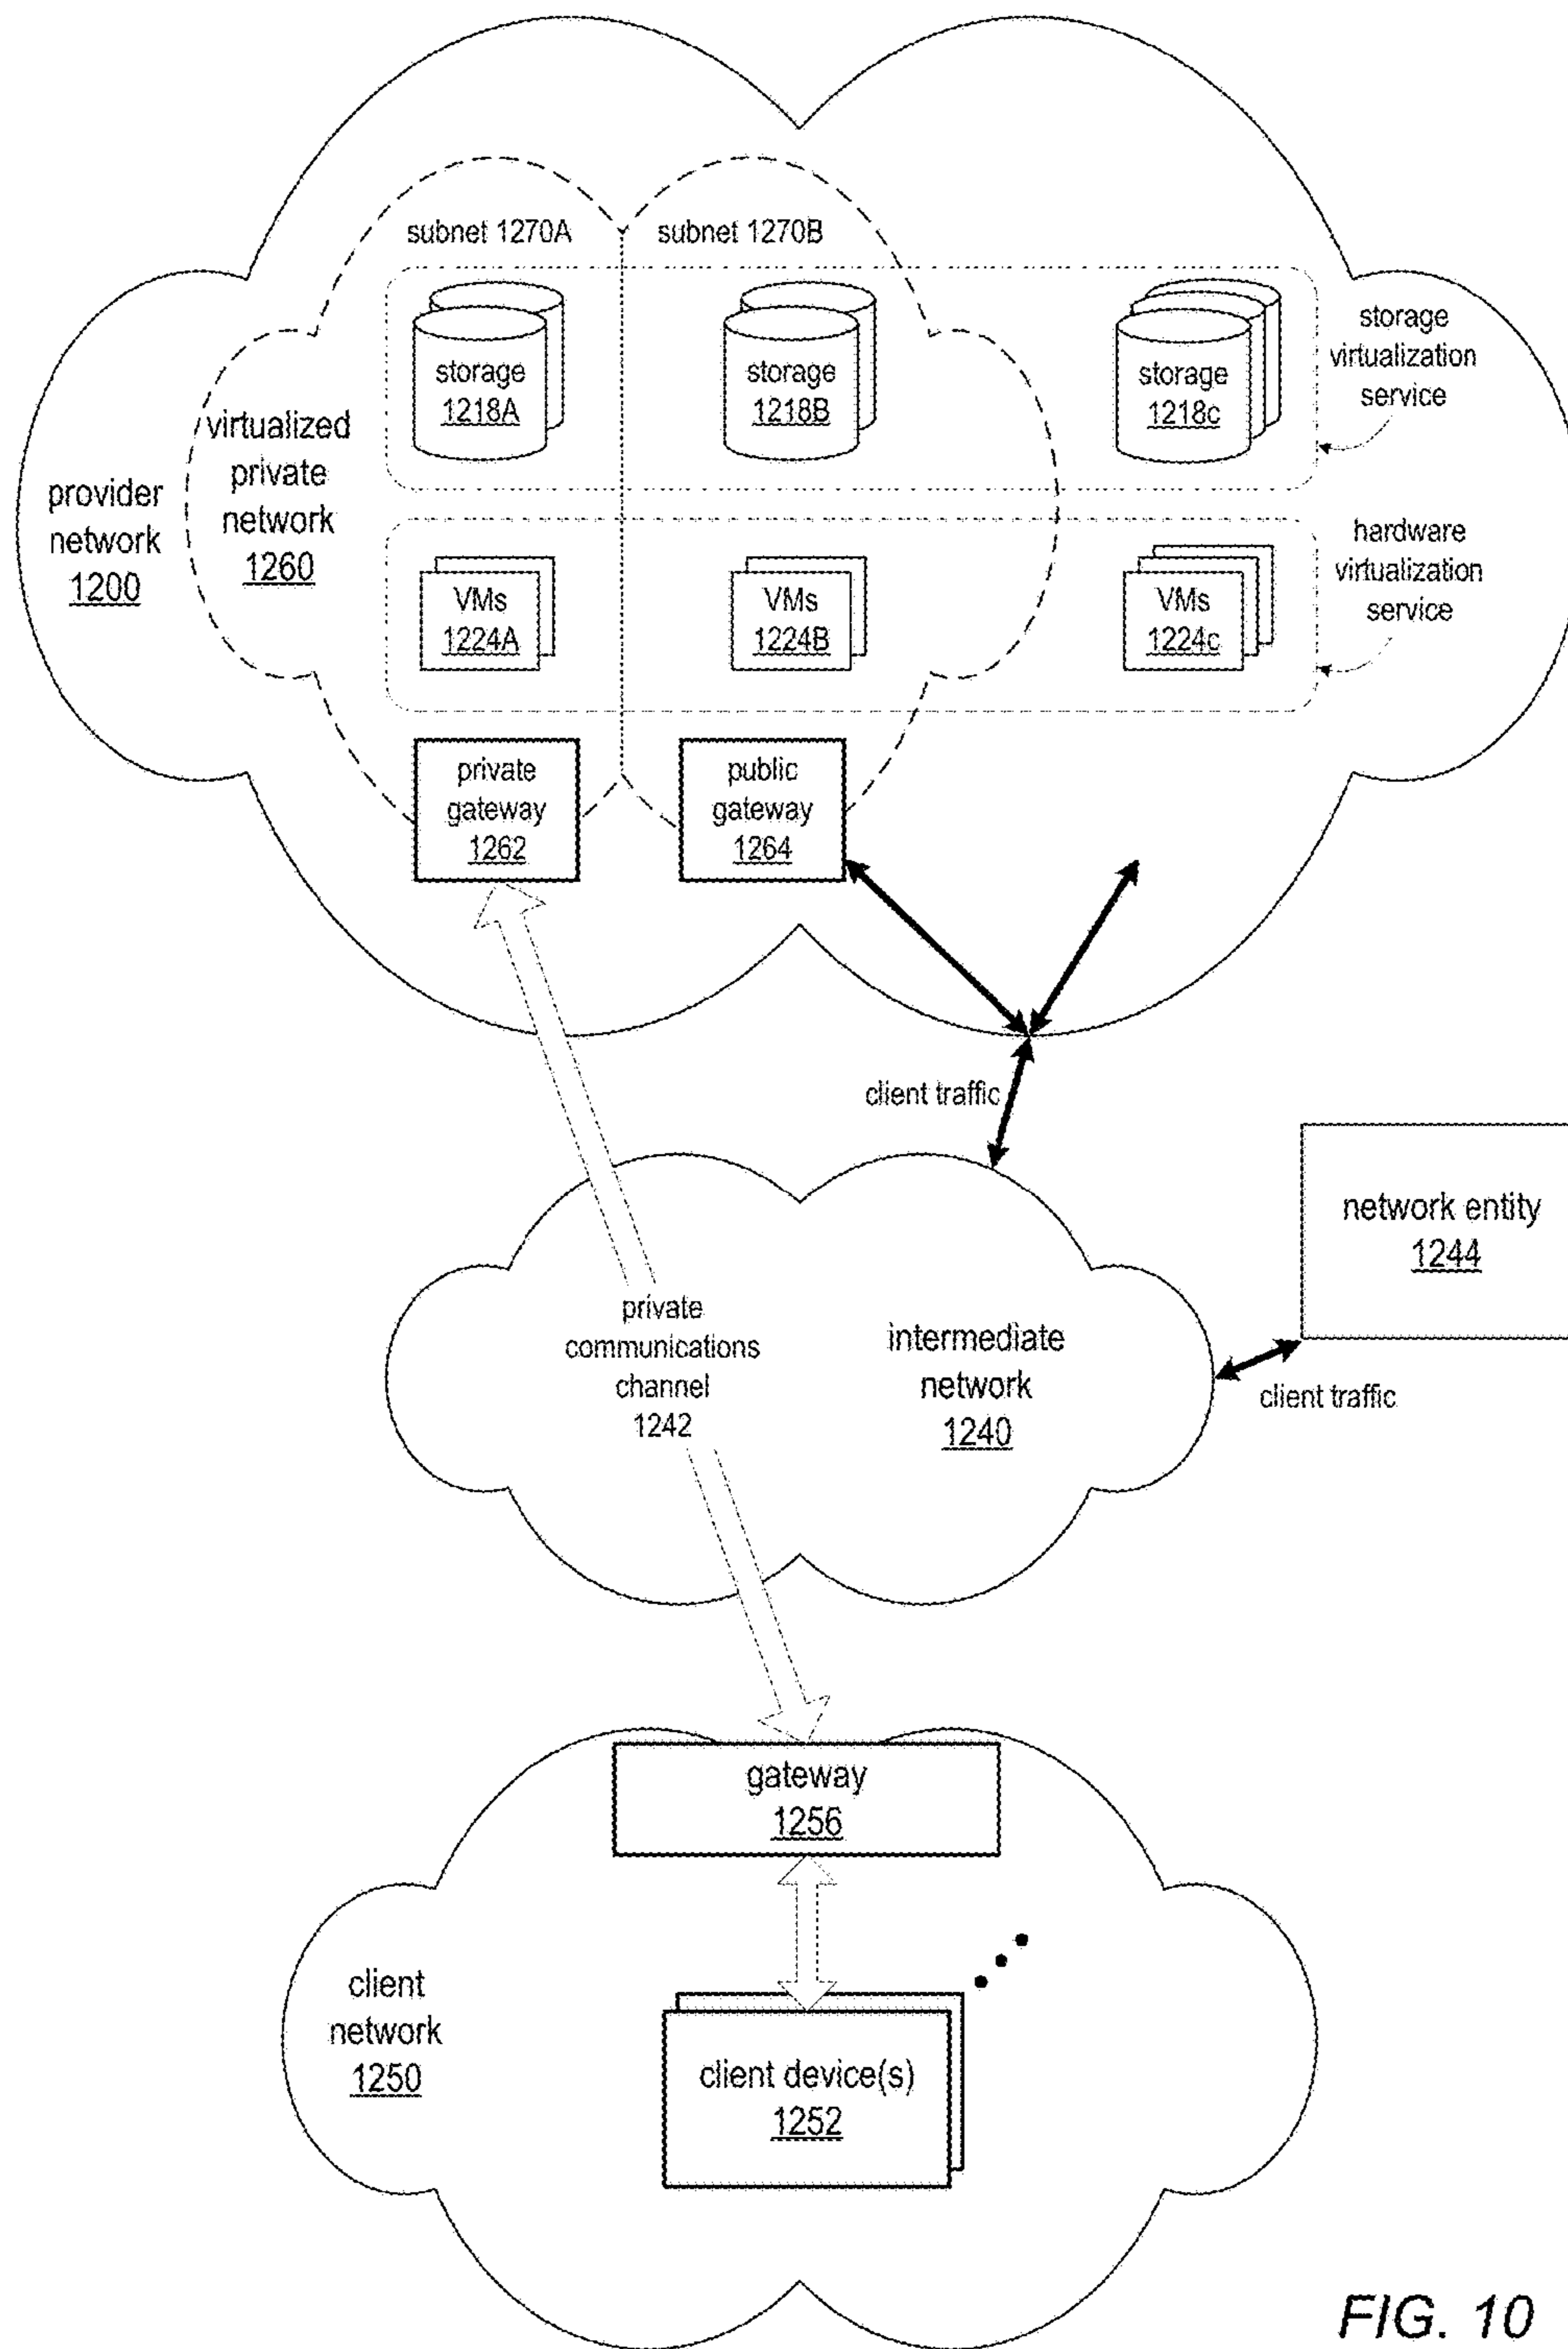 subnet 1270A
subnet 1270B
storage
1218A
storage
1218B
storage
1218c
storage
virtualization
service
provider
network
1200
virtualized
private
network
1260
VMs
1224A
VMs
1224B
VMs
1224c
hardware
virtualization
service
private
gateway
1262
public
gateway
1264
client traffic
network entity
1244
private
communications
channel
1242
intermediate
network
1240
client traffic
gateway
1256
client
network
1250
client device(s)
1252
FIG. 10